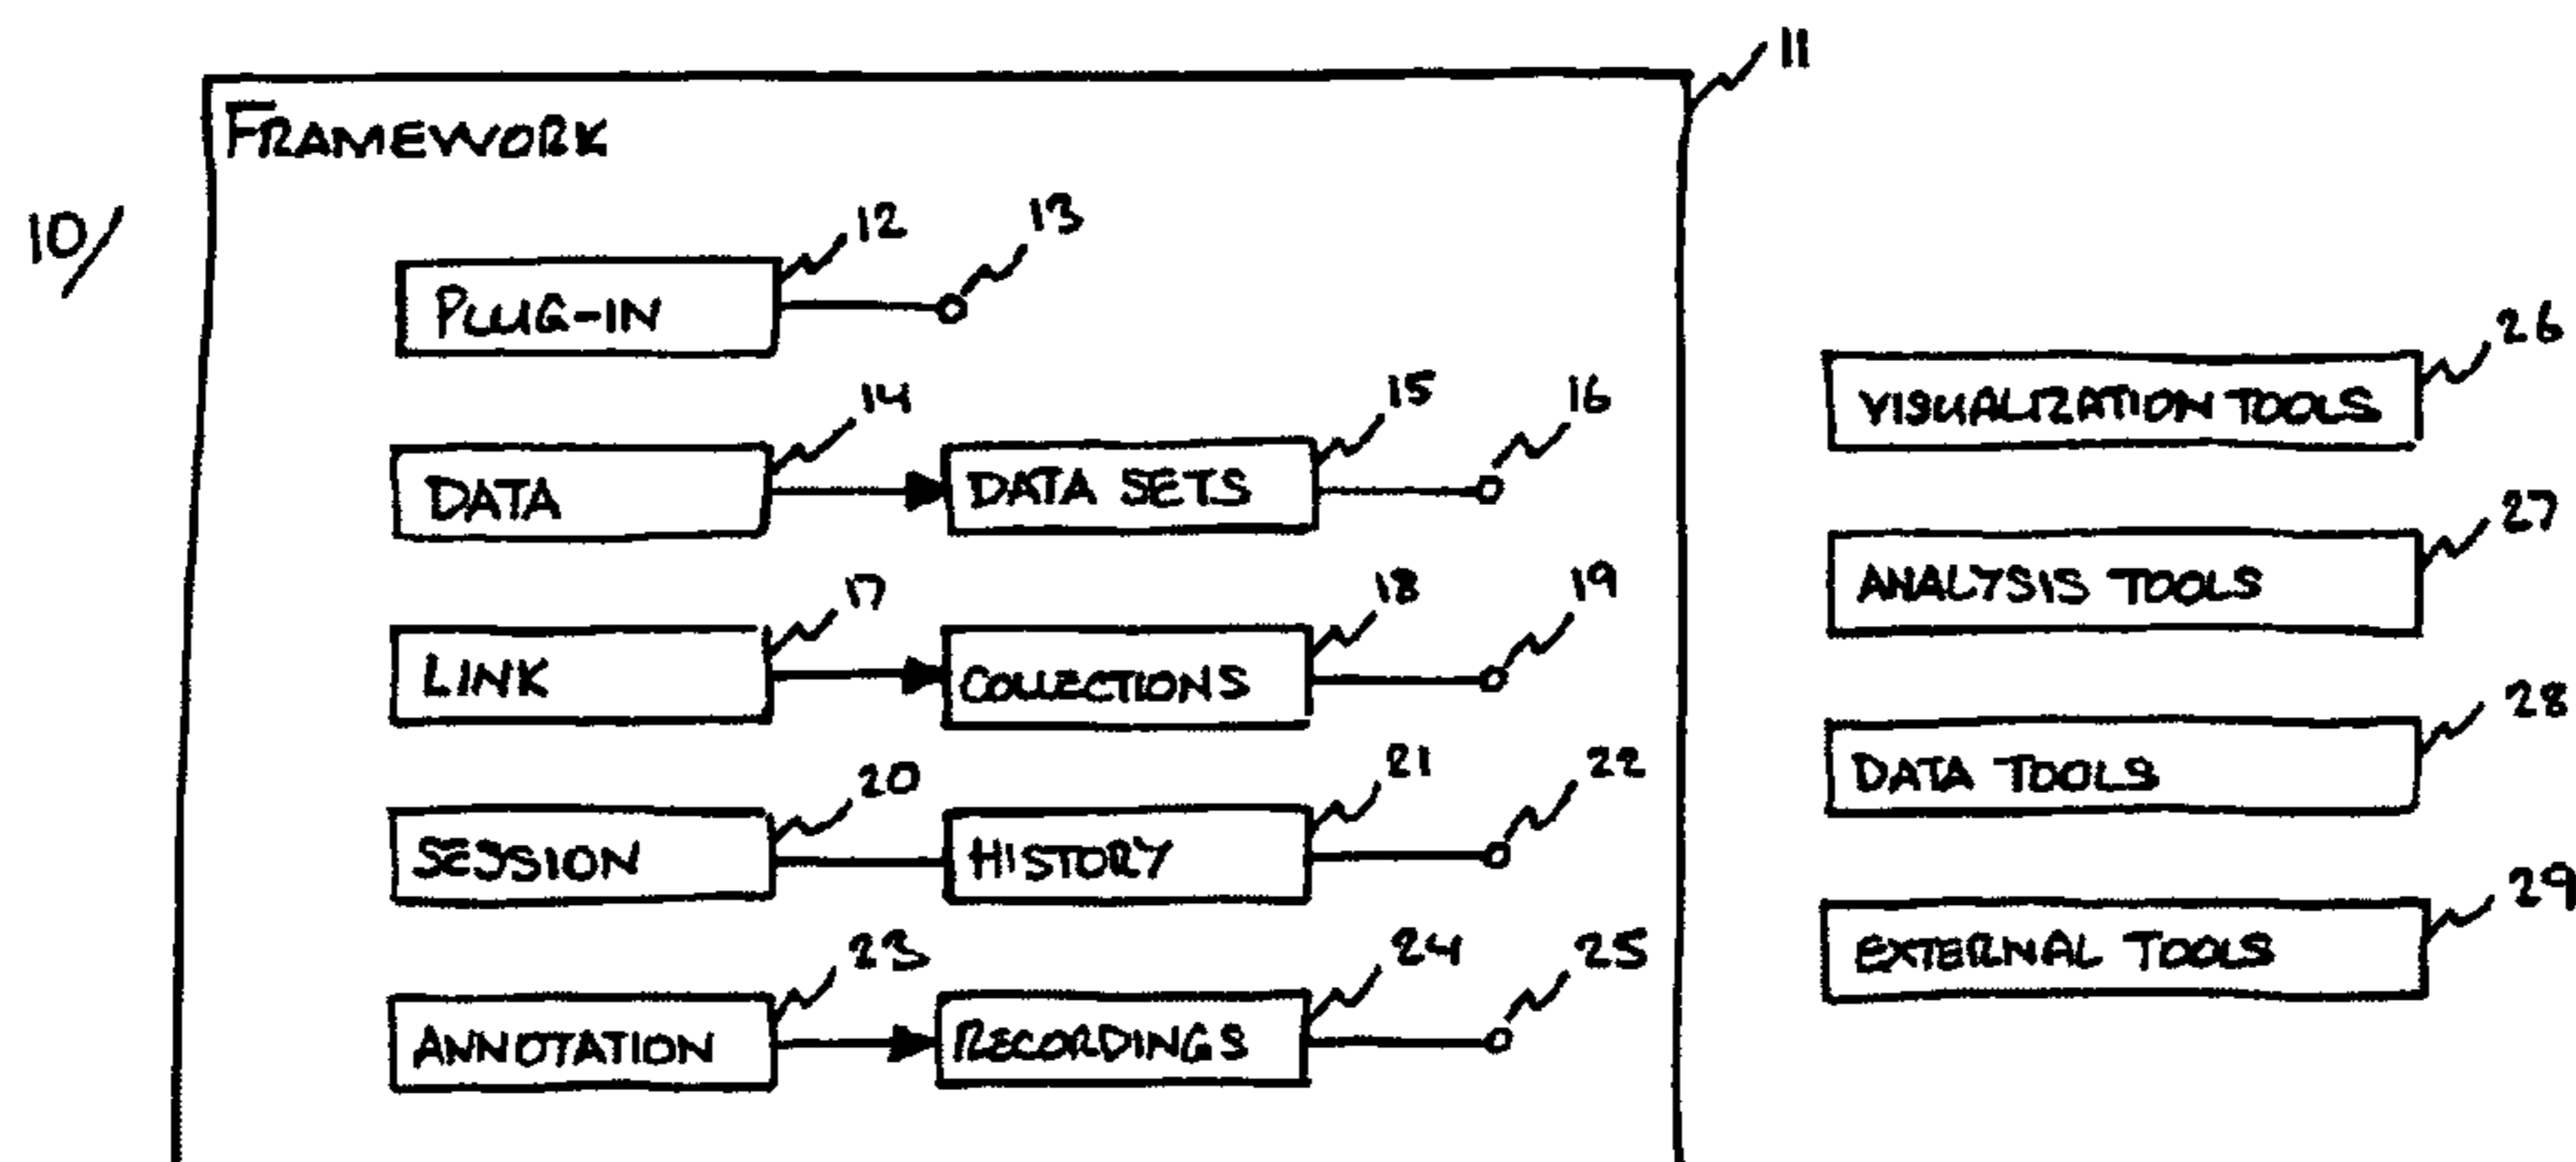 11
FRAMEWORK
10
12 13
PLUG-IN
26
VISUALIZATION TOOLS
14 15 16
DATA DATA SETS
27
ANALYSIS TOOLS
17 18 19
LINK COLLECTIONS
28
DATA TOOLS
20 21 22
SESSION HISTORY
29
EXTERNAL TOOLS
23 24 25
ANNOTATION RECORDINGS